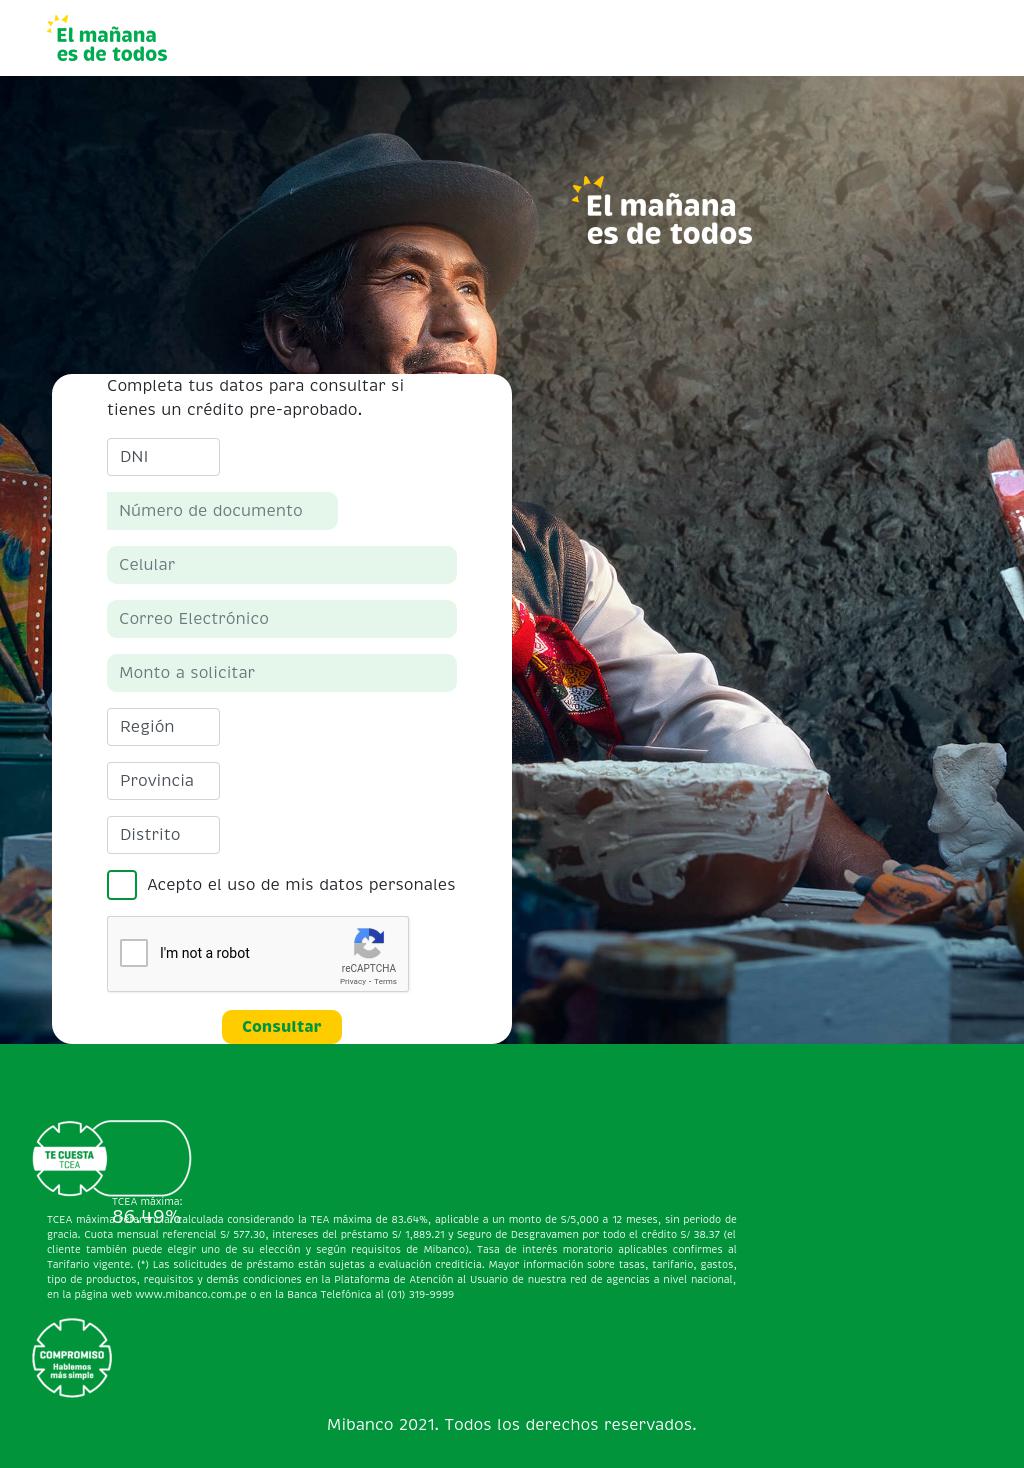 El mañana
es de todos
El mañana
es de todos
Completa tus datos para consultar si
tienes un crédito pre-aprobado.
DNI
Número de documento
Celular
Correo Electrónico
Monto a solicitar
Región
Provincia
Distrito
Acepto el uso de mis datos personales
I'm not a robot
reCAPTCHA
Privacy - Terms
Consultar
TE CUESTA
TCEA
TCEA máxima:
86.49%
TCEA máxima referencial calculada considerando la TEA máxima de 83.64%, aplicable a un monto de S/5,000 a 12 meses, sin periodo de
gracia. Cuota mensual referencial S/ 577.30, intereses del préstamo S/ 1,889.21 y Seguro de Desgravamen por todo el crédito S/ 38.37 (el
cliente también puede elegir uno de su elección y según requisitos de Mibanco). Tasa de interés moratorio aplicables confirmes al
Tarifario vigente. (*) Las solicitudes de préstamo están sujetas a evaluación crediticia. Mayor información sobre tasas, tarifario, gastos,
tipo de productos, requisitos y demás condiciones en la Plataforma de Atención al Usuario de nuestra red de agencias a nivel nacional,
en la página web www.mibanco.com.pe o en la Banca Telefónica al (01) 319-9999
COMPROMISO
Hablemos
más simple
Mibanco 2021. Todos los derechos reservados.